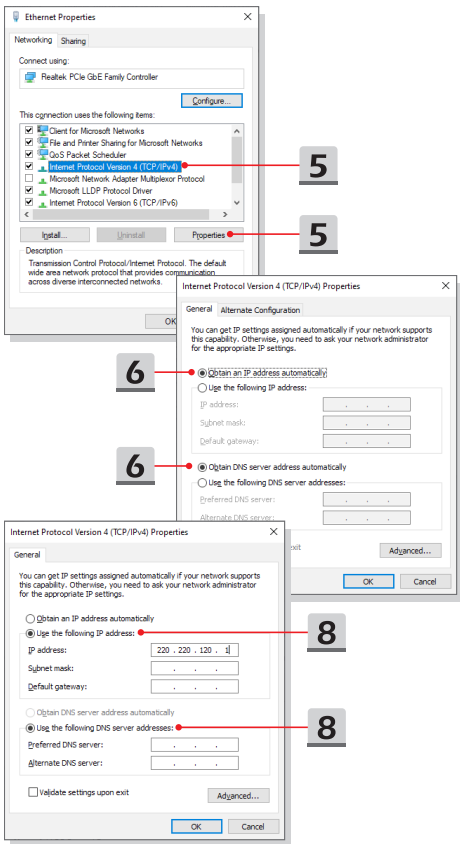 Ethernet Properties
Networking Sharing
Connect using:
Realtek PCIe GbE Family Controller
Configure...
This connection uses the following items:
Client for Microsoft Networks
File and Printer Sharing for Microsoft Networks
QoS Packet Scheduler
Internet Protocol Version 4 (TCP/IPv4)
5
Microsoft Network Adapter Multiplexor Protocol
Microsoft LLDP Protocol Driver
Internet Protocol Version 6 (TCP/IPv6)
Install... Uninstall Properties
5
Description
Transmission Control Protocol/Internet Protocol. The default
wide area network protocol that provides communication
across diverse interconnected networks.
OK
Internet Protocol Version 4 (TCP/IPv4) Properties
General Alternate Configuration
You can get IP settings assigned automatically if your network supports
this capability. Otherwise, you need to ask your network administrator
for the appropriate IP settings.
6
Obtain an IP address automatically
Use the following IP address:
IP address:
Subnet mask:
Default gateway:
6
Obtain DNS server address automatically
Use the following DNS server addresses:
Preferred DNS server:
Alternate DNS server:
exit
Advanced...
OK Cancel
Internet Protocol Version 4 (TCP/IPv4) Properties
General
You can get IP settings assigned automatically if your network supports
this capability. Otherwise, you need to ask your network administrator
for the appropriate IP settings.
Obtain an IP address automatically
Use the following IP address:
8
IP address: 220 . 220 . 120 . 1
Subnet mask:
Default gateway:
Obtain DNS server address automatically
Use the following DNS server addresses:
8
Preferred DNS server:
Alternate DNS server:
Validate settings upon exit
Advanced...
OK Cancel